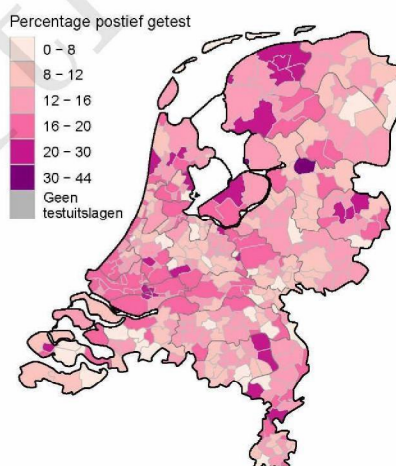 Percentage postief getest
0 – 8
8 – 12
12 – 16
16 – 20
20 – 30
30 – 44
Geen
testuitslagen